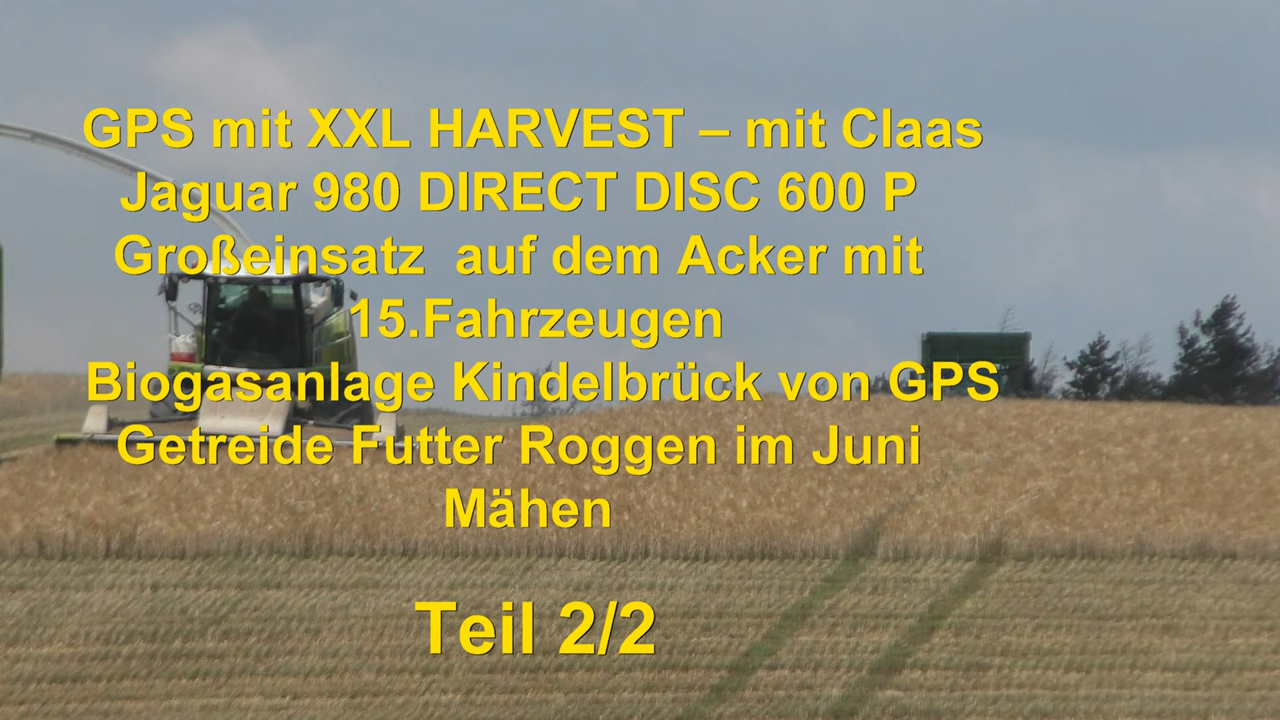 GPS mit XXL HARVEST – mit Claas
Jaguar 980 DIRECT DISC 600 P
Großeinsatz  auf dem Acker mit
15.Fahrzeugen
Biogasanlage Kindelbrück von GPS
Getreide Futter Roggen im Juni
Mähen
Teil 2/2